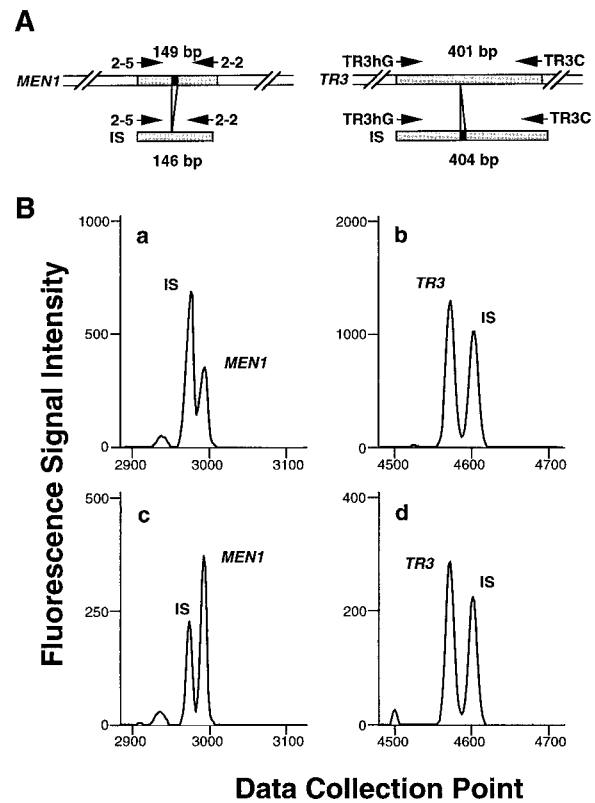 A
149 bp
2-5
2-2
MEN1
2-5
2-2
IS
146 bp
TR3hG
401 bp
TR3C
TR3
TR3hG
TR3C
IS
404 bp
B
Fluorescence Signal Intensity
a
1000
500
0
IS
MEN1
2900 3000 3100
b
2000
1000
0
TR3
IS
4500 4600 4700
c
500
250
0
IS
MEN1
2900 3000 3100
d
400
200
0
TR3
IS
4500 4600 4700
Data Collection Point